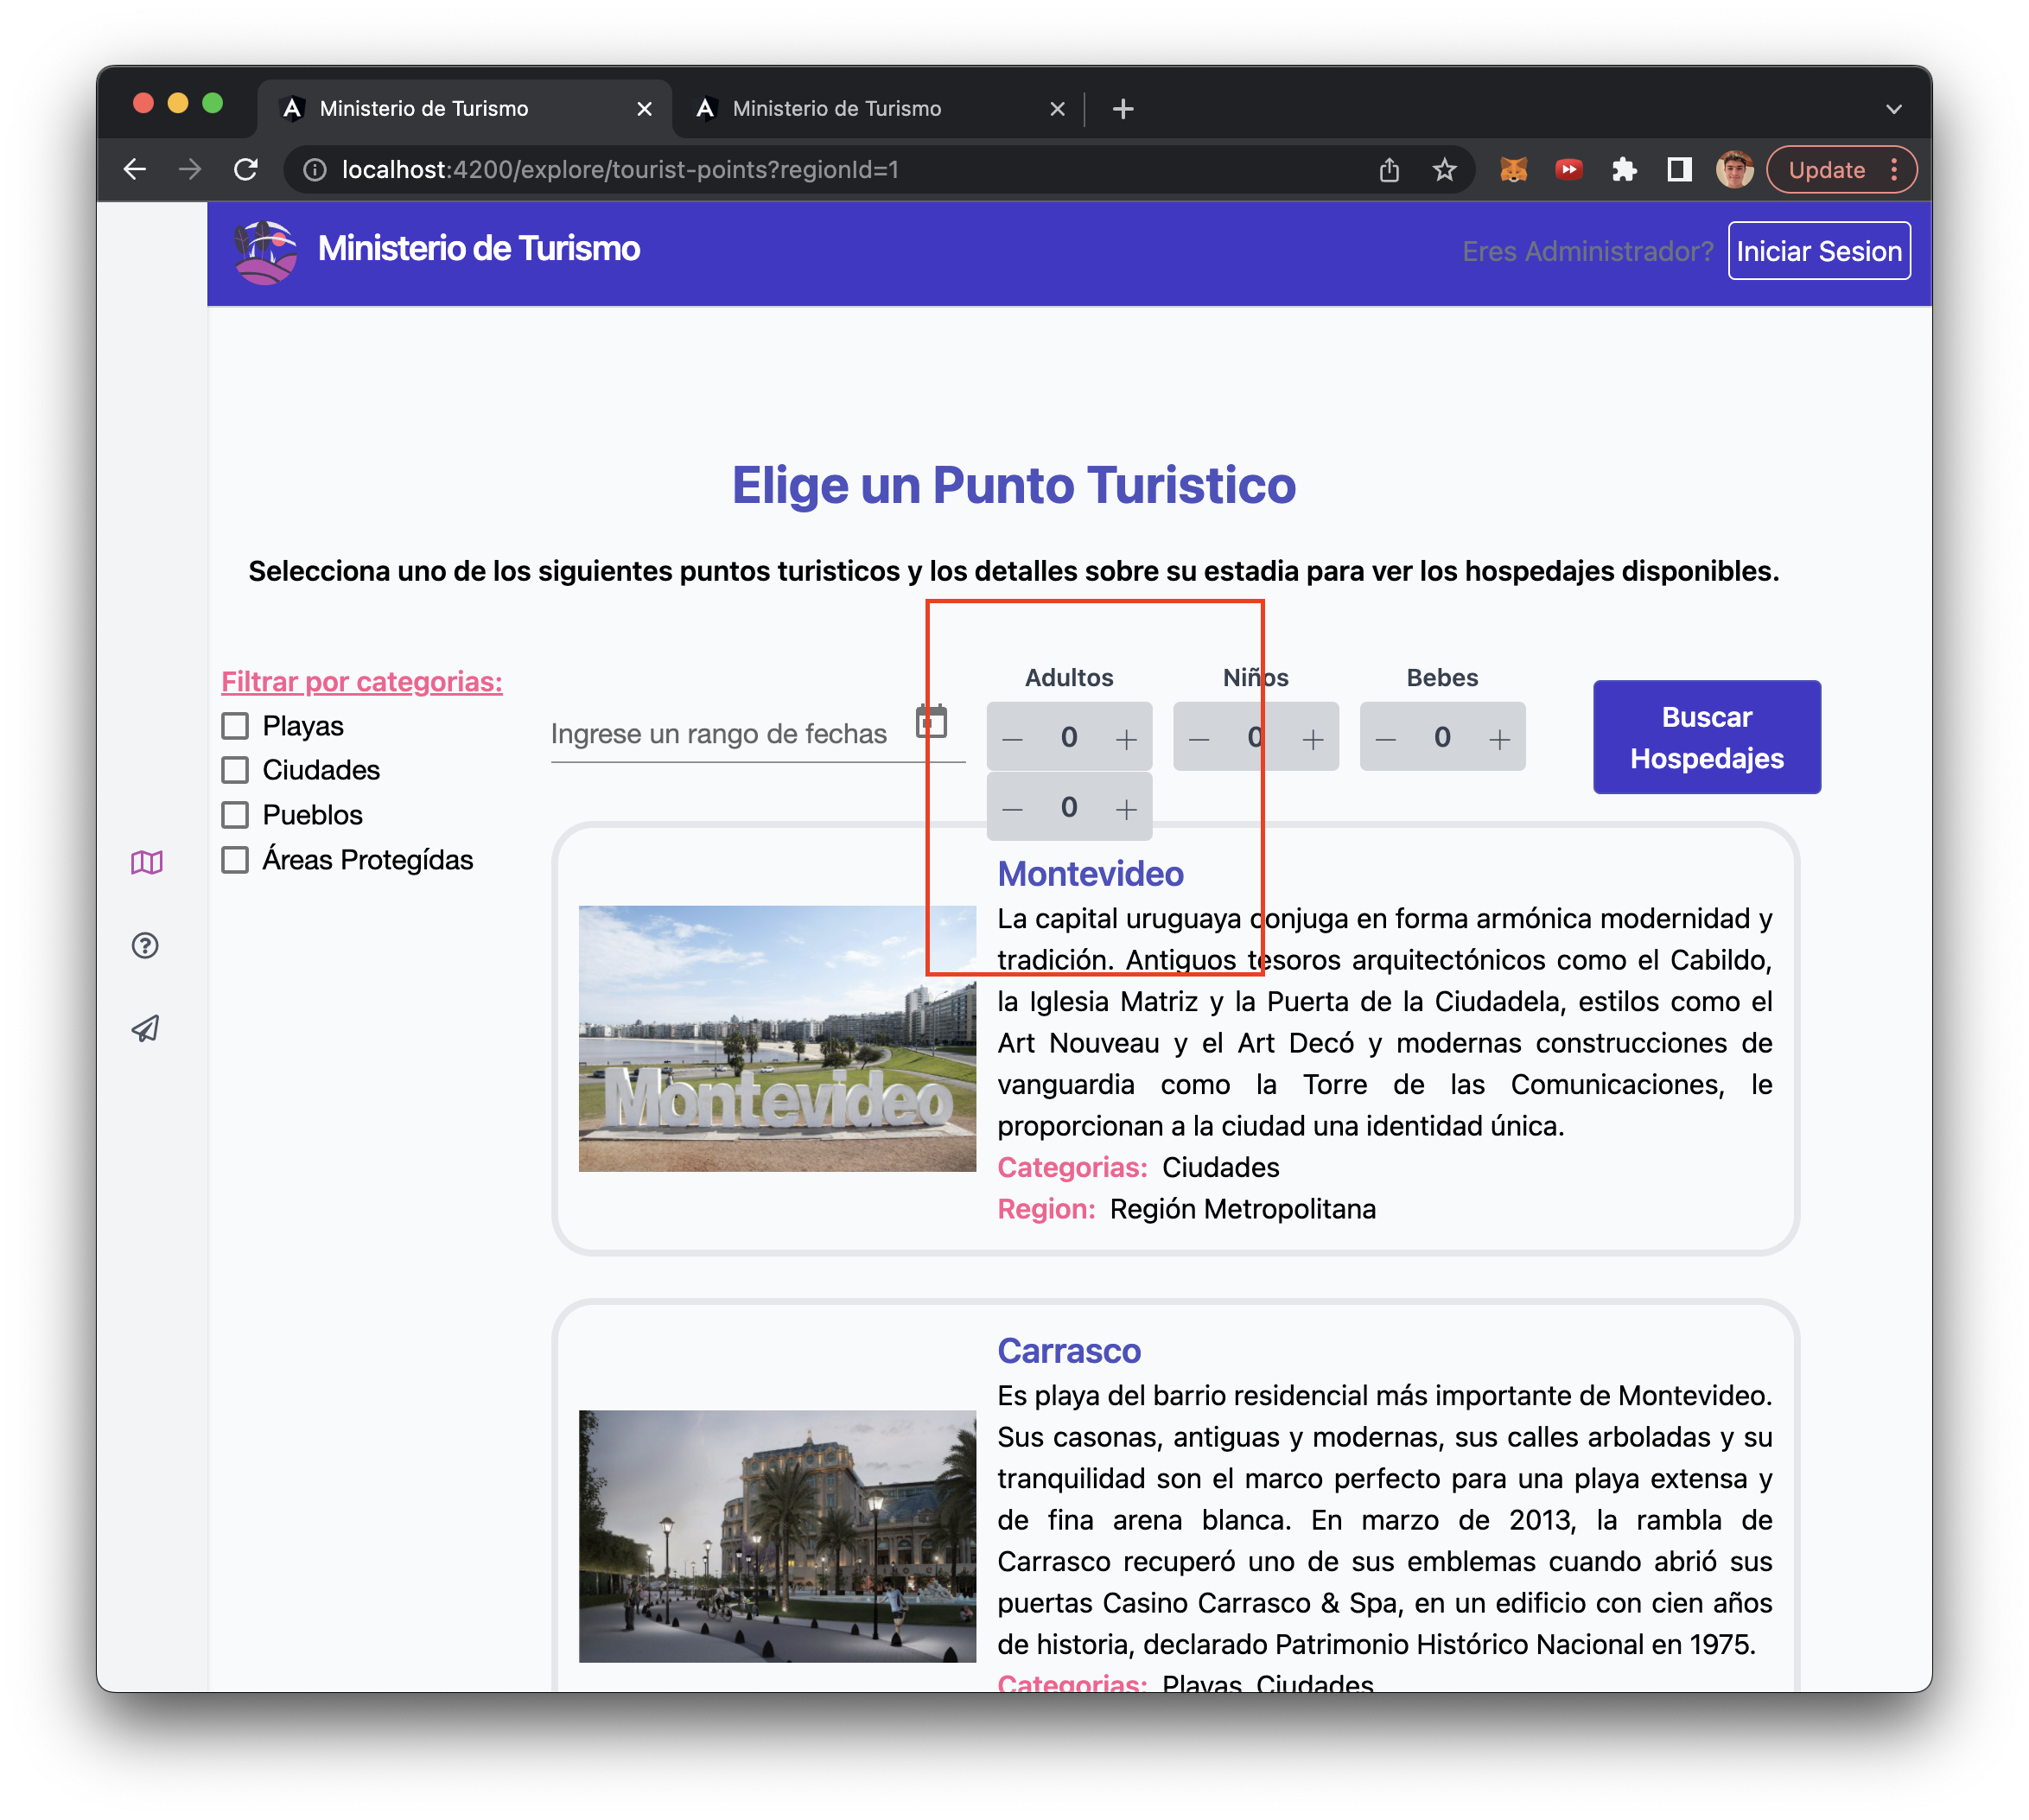 Ministerio de Turismo
Ministerio de Turismo
localhost:4200/explore/tourist-points?regionId=1
Update
Ministerio de Turismo
Eres Administrador?
Iniciar Sesion
Elige un Punto Turistico
Selecciona uno de los siguientes puntos turisticos y los detalles sobre su estadia para ver los hospedajes disponibles.
Filtrar por categorias:
Playas
Ciudades
Pueblos
Áreas Protegídas
Ingrese un rango de fechas
Adultos
Niños
Bebes
— 0 +
— 0 +
— 0 +
— 0 +
Buscar
Hospedajes
Montevideo
Montevideo
La capital uruguaya conjuga en forma armónica modernidad y
tradición. Antiguos tesoros arquitectónicos como el Cabildo,
la Iglesia Matriz y la Puerta de la Ciudadela, estilos como el
Art Nouveau y el Art Decó y modernas construcciones de
vanguardia como la Torre de las Comunicaciones, le
proporcionan a la ciudad una identidad única.
Categorias: Ciudades
Region: Región Metropolitana
Carrasco
Es playa del barrio residencial más importante de Montevideo.
Sus casonas, antiguas y modernas, sus calles arboladas y su
tranquilidad son el marco perfecto para una playa extensa y
de fina arena blanca. En marzo de 2013, la rambla de
Carrasco recuperó uno de sus emblemas cuando abrió sus
puertas Casino Carrasco & Spa, en un edificio con cien años
de historia, declarado Patrimonio Histórico Nacional en 1975.
Categorias: Playas Ciudades